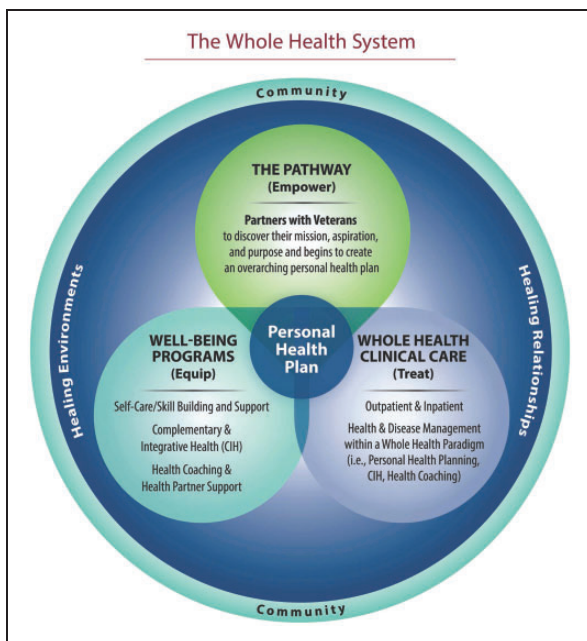 The Whole Health System
Community
THE PATHWAY
(Empower)
Partners with Veterans
to discover their mission, aspiration,
and purpose and begins to create
an overarching personal health plan
Healing Environments
Healing Relationships
Personal
Health
Plan
WELL-BEING
PROGRAMS
(Equip)
Self-Care/Skill Building and Support
Complementary &
Integrative Health (CIH)
Health Coaching &
Health Partner Support
WHOLE HEALTH
CLINICAL CARE
(Treat)
Outpatient & Inpatient
Health & Disease Management
within a Whole Health Paradigm
(i.e., Personal Health Planning,
CIH, Health Coaching)
Community